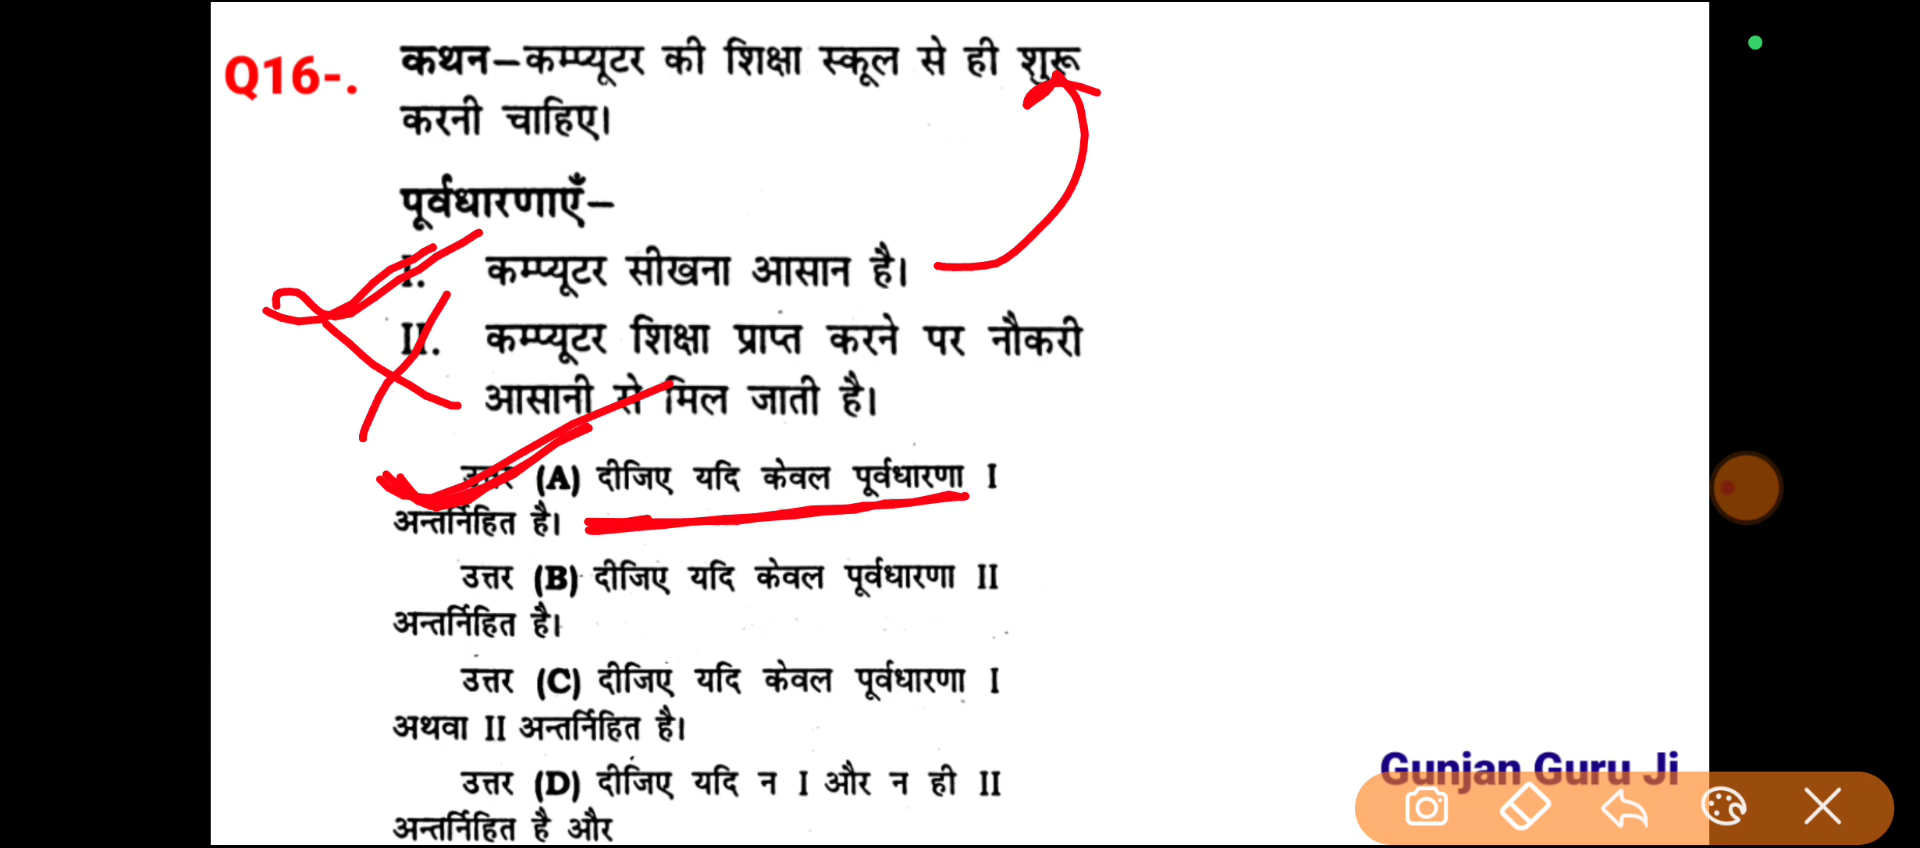 Q16-. कथन–कम्प्यूटर की शिक्षा स्कूल से ही शुरू
करनी चाहिए।
पूर्वधारणाएँ–
I. कम्प्यूटर सीखना आसान है।
II. कम्प्यूटर शिक्षा प्राप्त करने पर नौकरी
आसानी से मिल जाती है।
उत्तर (A) दीजिए यदि केवल पूर्वधारणा I
अन्तर्निहित है।
उत्तर (B) दीजिए यदि केवल पूर्वधारणा II
अन्तर्निहित है।
उत्तर (C) दीजिए यदि केवल पूर्वधारणा I
अथवा II अन्तर्निहित है।
उत्तर (D) दीजिए यदि न I और न ही II
अन्तर्निहित है और
Gunjan Guru Ji